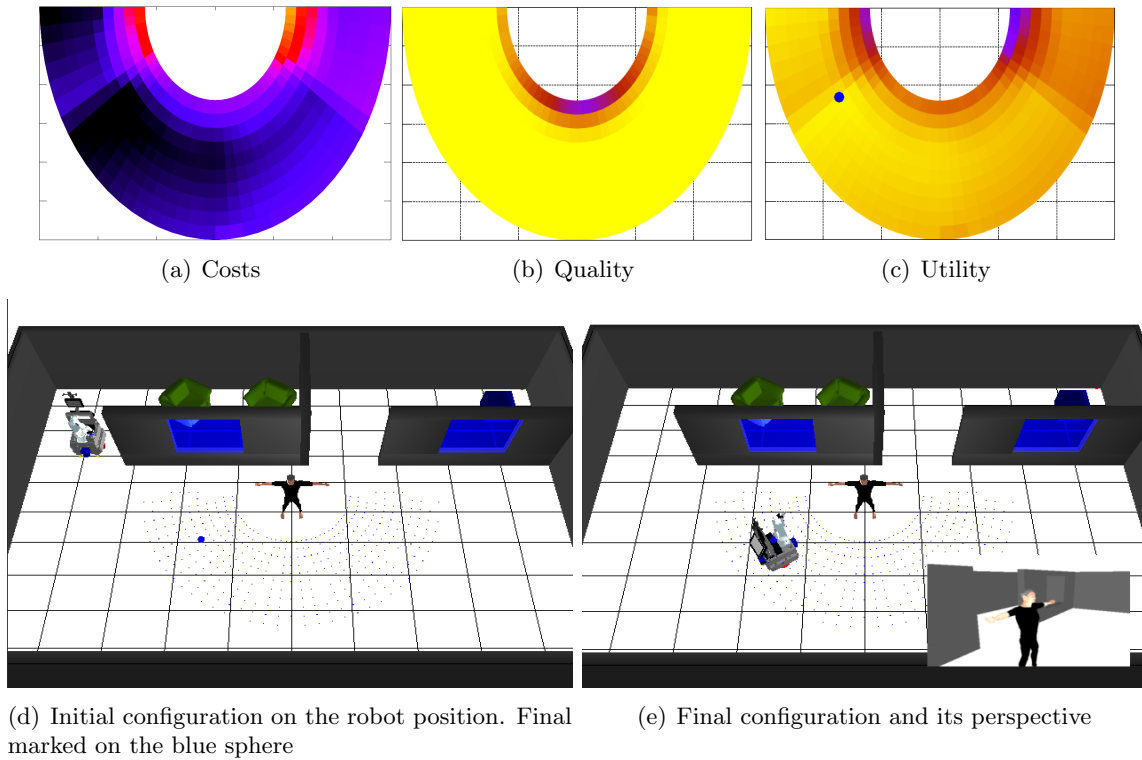 (a) Costs
(b) Quality
(c) Utility
(d) Initial configuration on the robot position. Final
marked on the blue sphere
(e) Final configuration and its perspective